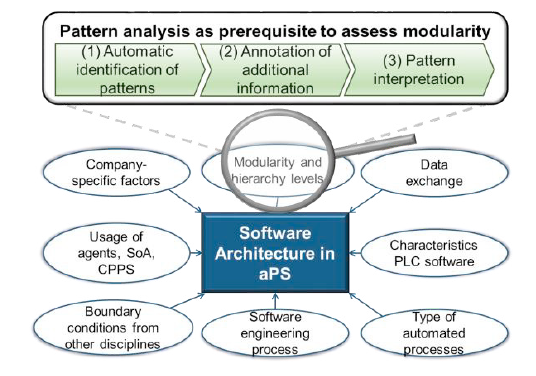 Pattern analysis as prerequisite to assess modularity
(1) Automatic
identification of
patterns
(2) Annotation of
additional
information
(3) Pattern
interpretation
Company-
specific factors
Modularity and
hierarchy levels
Data
exchange
Usage of
agents, SoA,
CPPS
Software
Architecture in
aPS
Characteristics
PLC software
Boundary
conditions from
other disciplines
Software
engineering
process
Type of
automated
processes